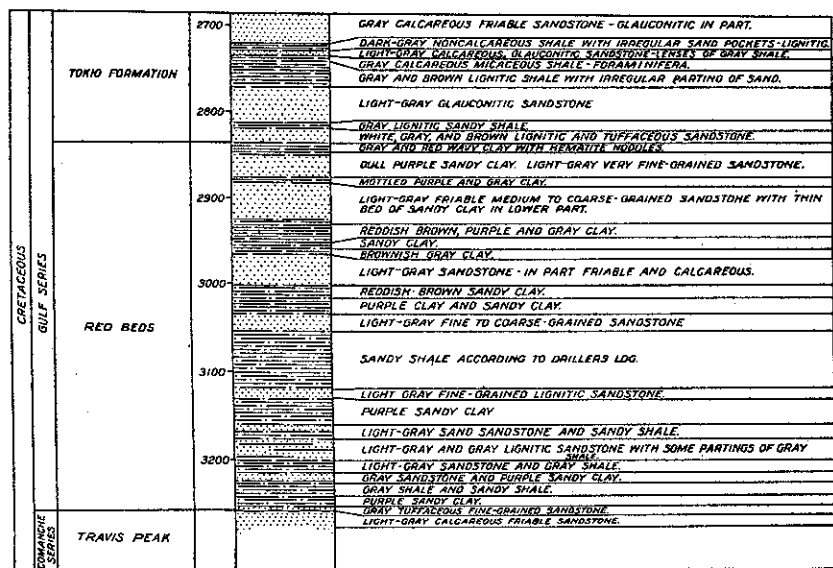 CRETACEOUS
GULF SERIES
COMANCHE
SERIES
TOKIO FORMATION
RED BEDS
TRAVIS PEAK
2700
2800
2900
3000
3100
3200
GRAY CALCAREOUS FRIABLE SANDSTONE - GLAUCONITIC IN PART.
DARK-GRAY NONCALCAREOUS SHALE WITH IRREGULAR SAND POCKETS-LIGNITIC.
LIGHT-GRAY CALCAREOUS, GLAUCONITIC SANDSTONE-LENSES OF GRAY SHALE.
GRAY CALCAREOUS MICACEOUS SHALE - FORAMINIFERA.
GRAY AND BROWN LIGNITIC SHALE WITH IRREGULAR PARTING OF SAND.
LIGHT-GRAY GLAUCONITIC SANDSTONE
GRAY LIGNITIC SANDY SHALE
WHITE, GRAY, AND BROWN LIGNITIC AND TUFFACEOUS SANDSTONE.
GRAY AND RED WAVY CLAY WITH HEMATITE NODULES.
DULL PURPLE SANDY CLAY. LIGHT-GRAY VERY FINE-GRAINED SANDSTONE.
MOTTLED PURPLE AND GRAY CLAY.
LIGHT-GRAY FRIABLE MEDIUM TO COARSE-GRAINED SANDSTONE WITH THIN
BED OF SANDY CLAY IN LOWER PART.
REDDISH BROWN, PURPLE AND GRAY CLAY.
SANDY CLAY.
BROWNISH GRAY CLAY.
LIGHT-GRAY SANDSTONE - IN PART FRIABLE AND CALCAREOUS.
REDDISH-BROWN SANDY CLAY.
PURPLE CLAY AND SANDY CLAY.
LIGHT-GRAY FINE TO COARSE-GRAINED SANDSTONE
SANDY SHALE ACCORDING TO DRILLERS LOG.
LIGHT GRAY FINE-GRAINED LIGNITIC SANDSTONE.
PURPLE SANDY CLAY
LIGHT-GRAY SAND SANDSTONE AND SANDY SHALE.
LIGHT-GRAY AND GRAY LIGNITIC SANDSTONE WITH SOME PARTINGS OF GRAY
SHALE.
LIGHT-GRAY SANDSTONE AND GRAY SHALE.
GRAY SANDSTONE AND PURPLE SANDY CLAY.
GRAY SHALE AND SANDY SHALE.
PURPLE SANDY CLAY.
GRAY TUFFACEOUS FINE-GRAINED SANDSTONE.
LIGHT-GRAY CALCAREOUS FRIABLE SANDSTONE.